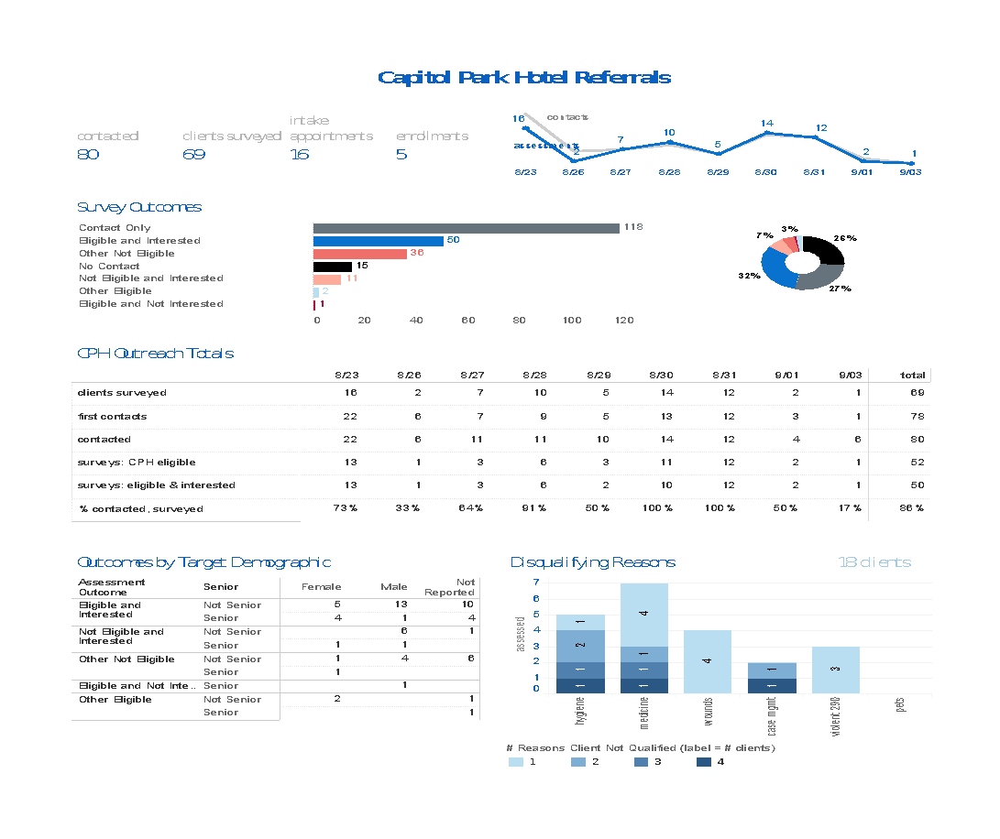 Capitol Park Hotel Referrals
contacted
80
clients surveyed
69
intake
appointments
16
enrollments
5
contacts
assessments
16 2 7 10 5 14 12 2 1
8/23 8/26 8/27 8/28 8/29 8/30 8/31 9/01 9/03
Survey Outcomes
Contact Only 118
Eligible and Interested 50
Other Not Eligible 36
No Contact 15
Not Eligible and Interested 11
Other Eligible 2
Eligible and Not Interested 1
0 20 40 60 80 100 120
3%
7% 26%
32%
27%
CPH Outreach Totals
8/23 8/26 8/27 8/28 8/29 8/30 8/31 9/01 9/03 total
clients surveyed 16 2 7 10 5 14 12 2 1 69
first contacts 22 6 7 9 5 13 12 3 1 78
contacted 22 6 11 11 10 14 12 4 6 80
surveys: CPH eligible 13 1 3 6 3 11 12 2 1 52
surveys: eligible & interested 13 1 3 6 2 10 12 2 1 50
% contacted, surveyed 73% 33% 64% 91% 50% 100% 100% 50% 17% 86%
Outcomes by Target Demographic
Assessment
Outcome
Senior
Female
Male
Not
Reported
Eligible and
Interested
Not Senior 5 13 10
Senior 4 1 4
Not Eligible and
Interested
Not Senior 6 1
Senior 1 1
Other Not Eligible Not Senior 1 4 6
Senior 1
Eligible and Not Inte.. Senior 1
Other Eligible Not Senior 2 1
Senior 1
Disqualifying Reasons
18 clients
assessed
7
6
5
4
3
2
1
0
1 2 1 1
4 1 1 1
4
1 1
3
hygiene
medicine
wounds
case mgmt
violent 290
pets
# Reasons Client Not Qualified (label = # clients)
1 2 3 4